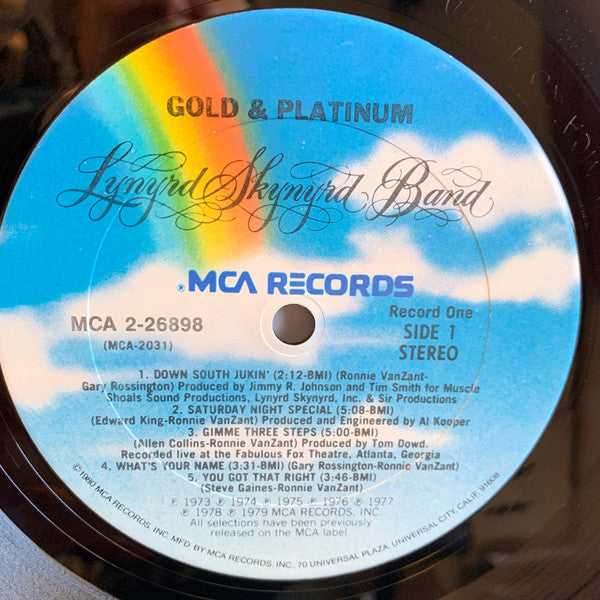 GOLD & PLATINUM
Lynyrd Skynyrd Band
®MCA RECORDS
MCA 2-26898
(MCA-2031)
Record One
SIDE 1
STEREO
1. DOWN SOUTH JUKIN' (2:12-BMI) (Ronnie VanZant-
Gary Rossington) Produced by Jimmy R. Johnson and Tim Smith for Muscle
Shoals Sound Productions, Lynyrd Skynyrd, Inc. & Sir Productions
2. SATURDAY NIGHT SPECIAL (5:08-BMI)
(Edward King-Ronnie VanZant) Produced and Engineered by Al Kooper
3. GIMME THREE STEPS (5:00-BMI)
(Allen Collins-Ronnie VanZant) Produced by Tom Dowd.
Recorded live at the Fabulous Fox Theatre, Atlanta, Georgia
4. WHAT'S YOUR NAME (3:31-BMI) (Gary Rossington-Ronnie VanZant)
5. YOU GOT THAT RIGHT (3:46-BMI)
(Steve Gaines-Ronnie VanZant)
℗ 1973 ℗ 1974 ℗ 1975 ℗ 1976 ℗ 1977
℗ 1978 ℗ 1979 MCA RECORDS, INC.
All selections have been previously
released on the MCA label.
©1980 MCA RECORDS, INC. MFD. BY MCA RECORDS, INC., 70 UNIVERSAL PLAZA, UNIVERSAL CITY, CALIF. 91608